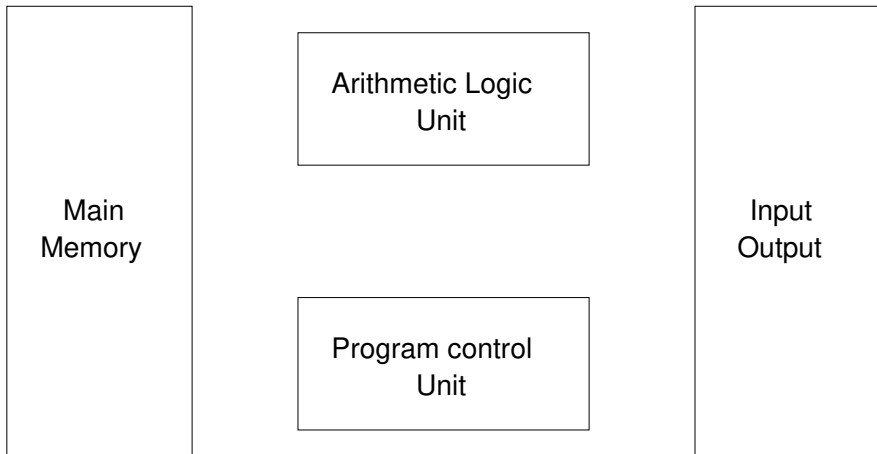 Main
Memory
Arithmetic Logic
Unit
Program control
Unit
Input
Output